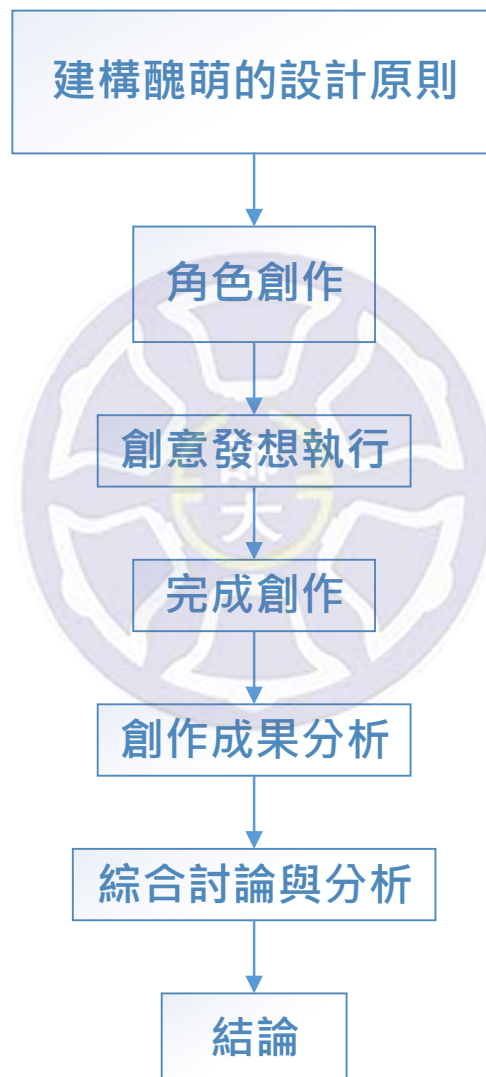 建構醜萌的設計原則
角色創作
創意發想執行
師大
完成創作
創作成果分析
綜合討論與分析
結論